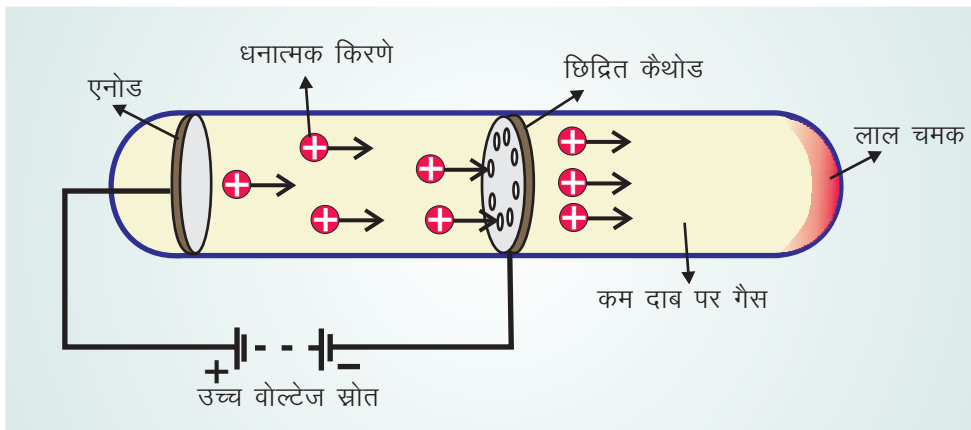 धनात्मक किरणे
छिद्रित कैथोड
एनोड
लाल चमक
कम दाब पर गैस
+
−
उच्च वोल्टेज स्रोत